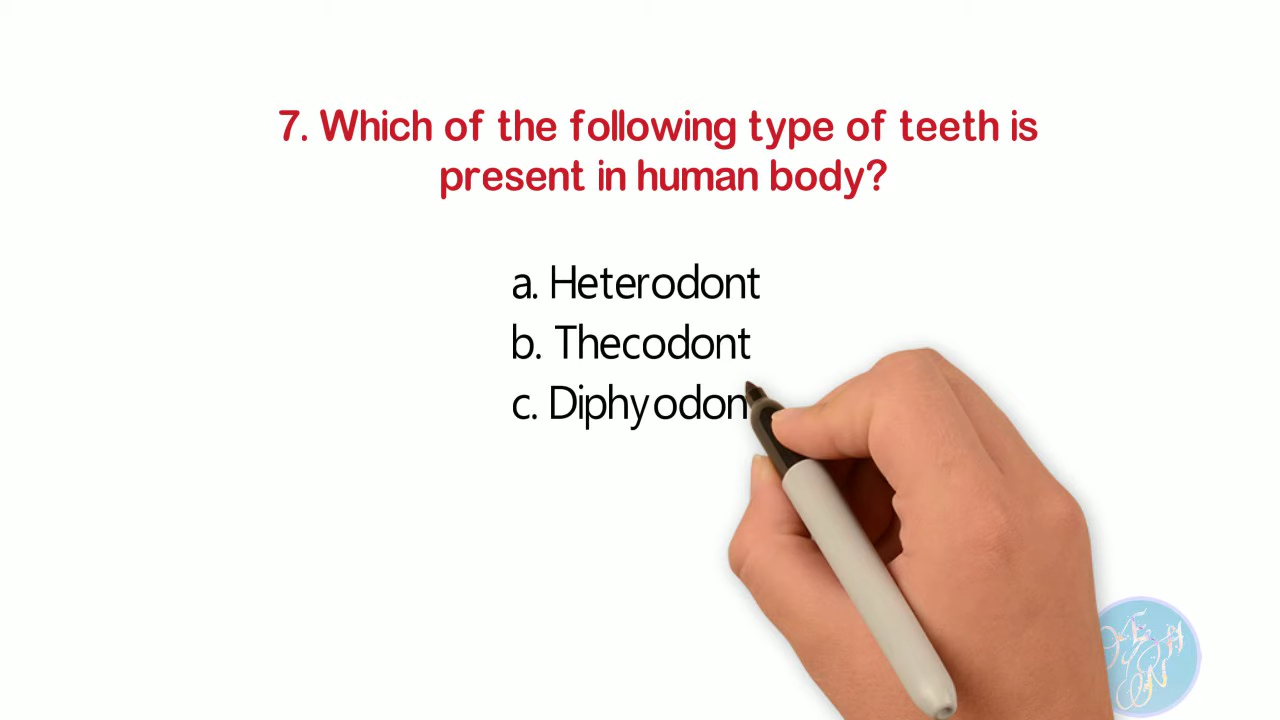 7. Which of the following type of teeth is
present in human body?
a. Heterodont
b. Thecodont
c. Diphyodon